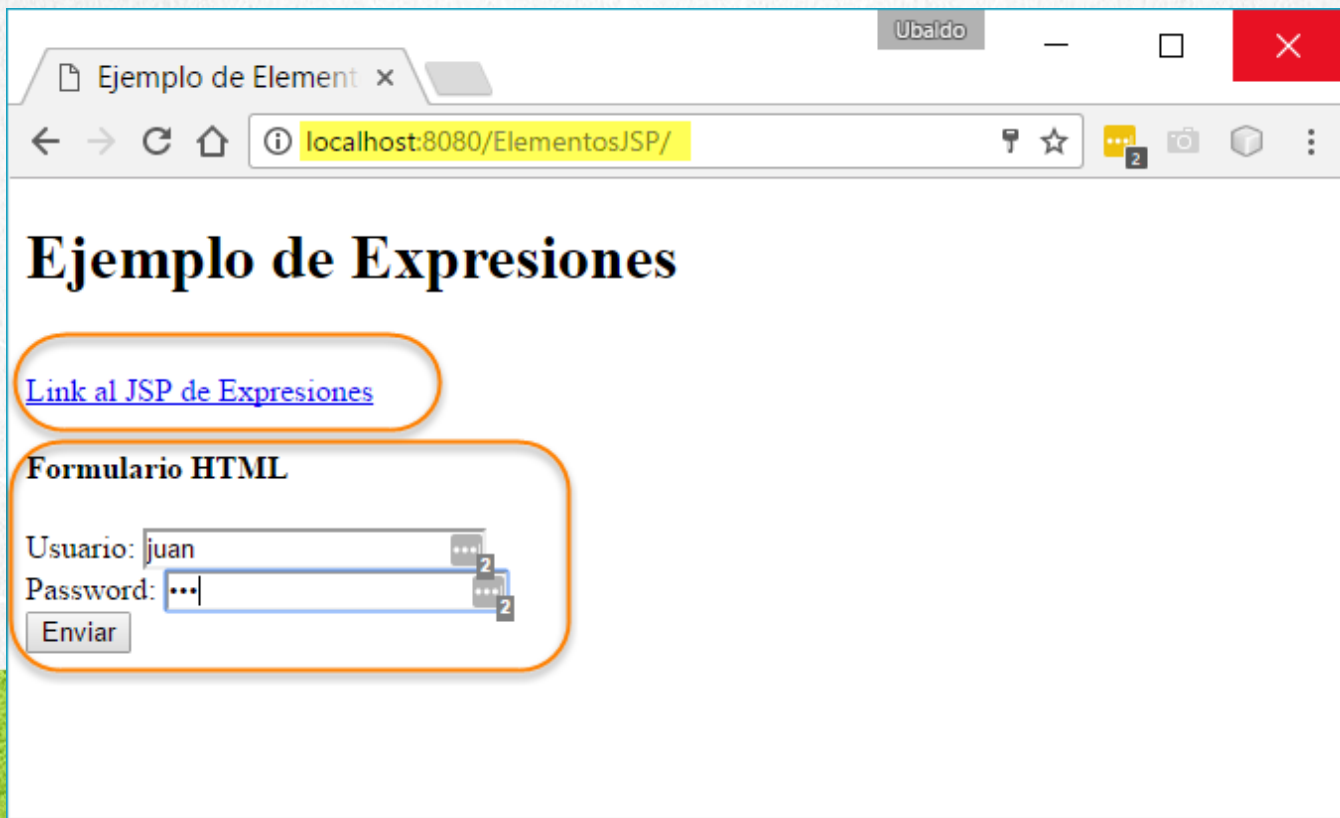 Ubaldo
Ejemplo de Element
localhost:8080/ElementosJSP/
2
Ejemplo de Expresiones
Link al JSP de Expresiones
Formulario HTML
Usuario: juan
2
Password: •••
2
Enviar